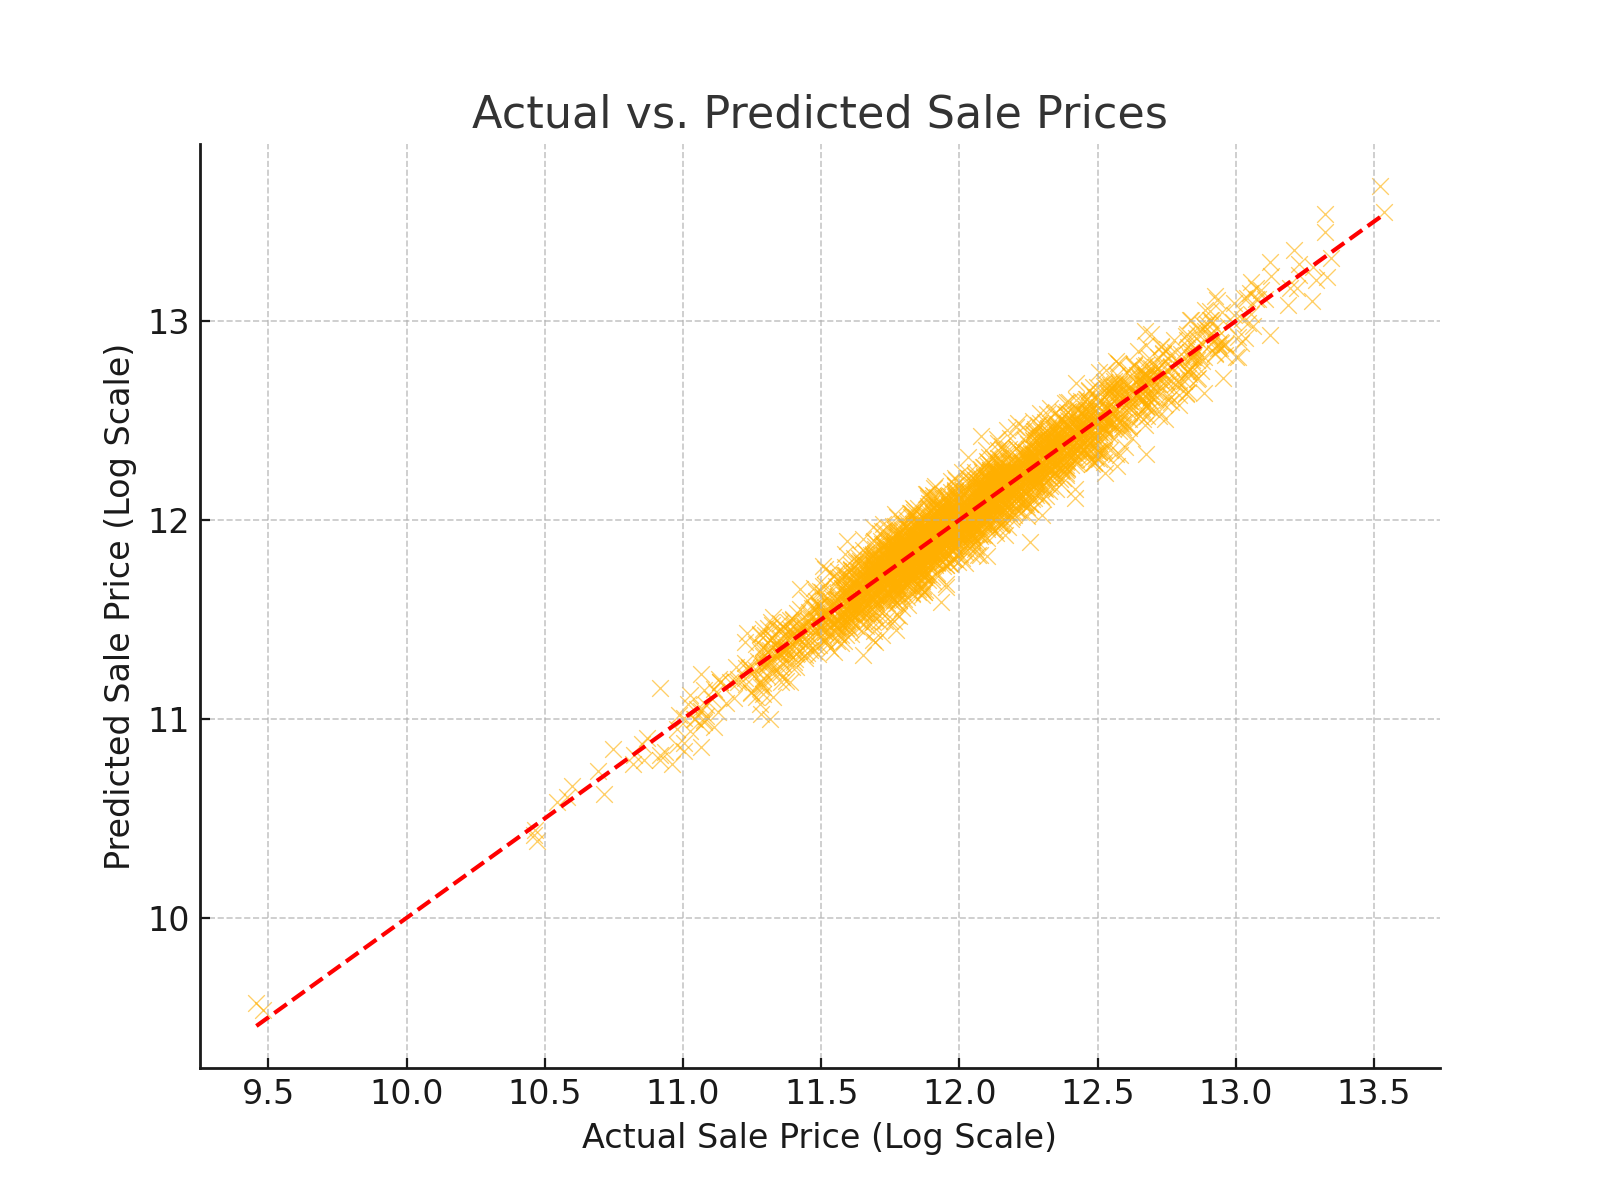 Actual vs. Predicted Sale Prices
Predicted Sale Price (Log Scale)
13
12
11
10
9.5 10.0 10.5 11.0 11.5 12.0 12.5 13.0 13.5
Actual Sale Price (Log Scale)